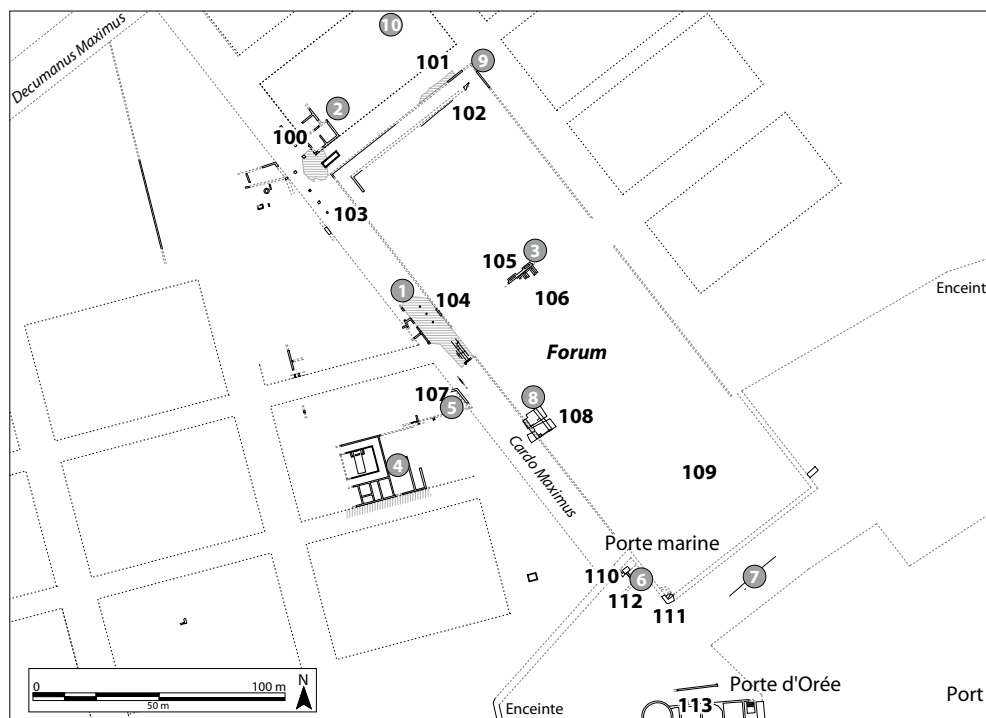 10
Decumanus Maximus
101
9
102
2
100
103
3
105
106
1
104
Enceint
Forum
107
5
8
108
4
Cardo Maximus
109
Porte marine
110
6
7
112
111
0
100 m
50 m
N
Porte d'Orée
113
Port
Enceinte